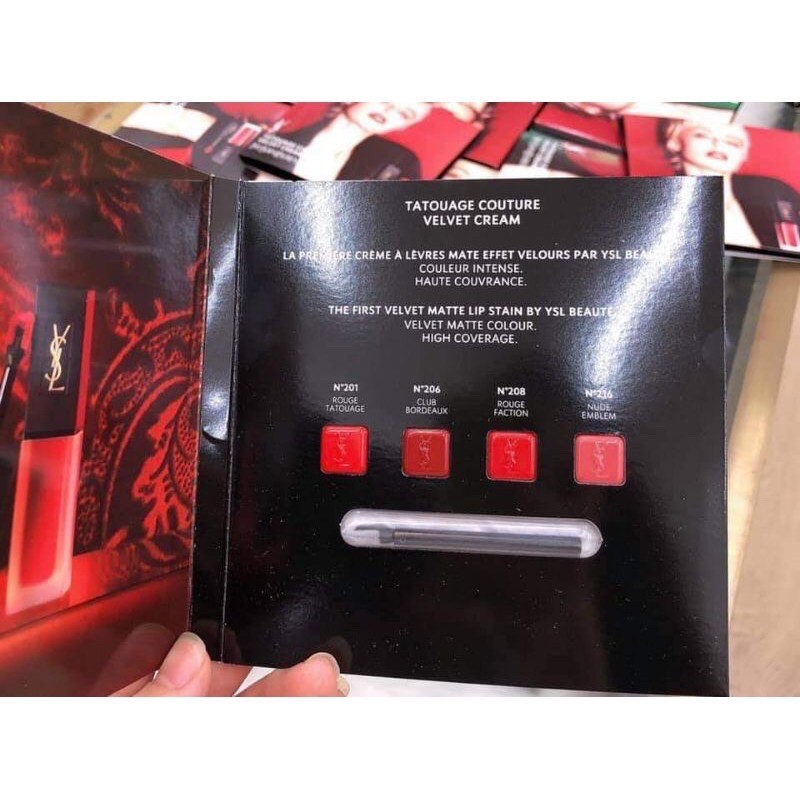 TATOUAGE COUTURE
VELVET CREAM
LA PREMIÈRE CRÈME À LÈVRES MATE EFFET VELOURS PAR YSL
COULEUR INTENSE.
HAUTE COUVRANCE.
THE FIRST VELVET MATTE LIP STAIN BY YSL BEAUTÉ
VELVET MATTE COLOUR.
HIGH COVERAGE.
N°201
ROUGE
TATOUAGE
N°206
CLUB
BORDEAUX
N°208
ROUGE
FACTION
N°216
NUDE
EMBLEM
YSL